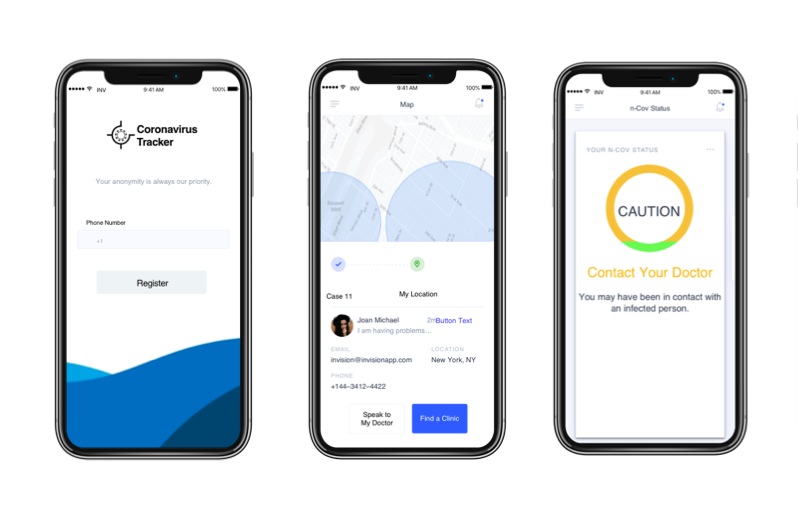 INV
9:41 AM
100%
Coronavirus
Tracker
Your anonymity is always our priority.
Phone Number
+1
Register
INV
9:41 AM
100%
Map
Case 11
My Location
Joan Michael
2m
Button Text
I am having problems...
EMAIL
LOCATION
invision@invisionapp.com
New York, NY
PHONE
+144-3412-4422
Speak to
My Doctor
Find a Clinic
INV
9:41 AM
100%
n-Cov Status
YOUR N-COV STATUS
CAUTION
Contact Your Doctor
You may have been in contact with
an infected person.